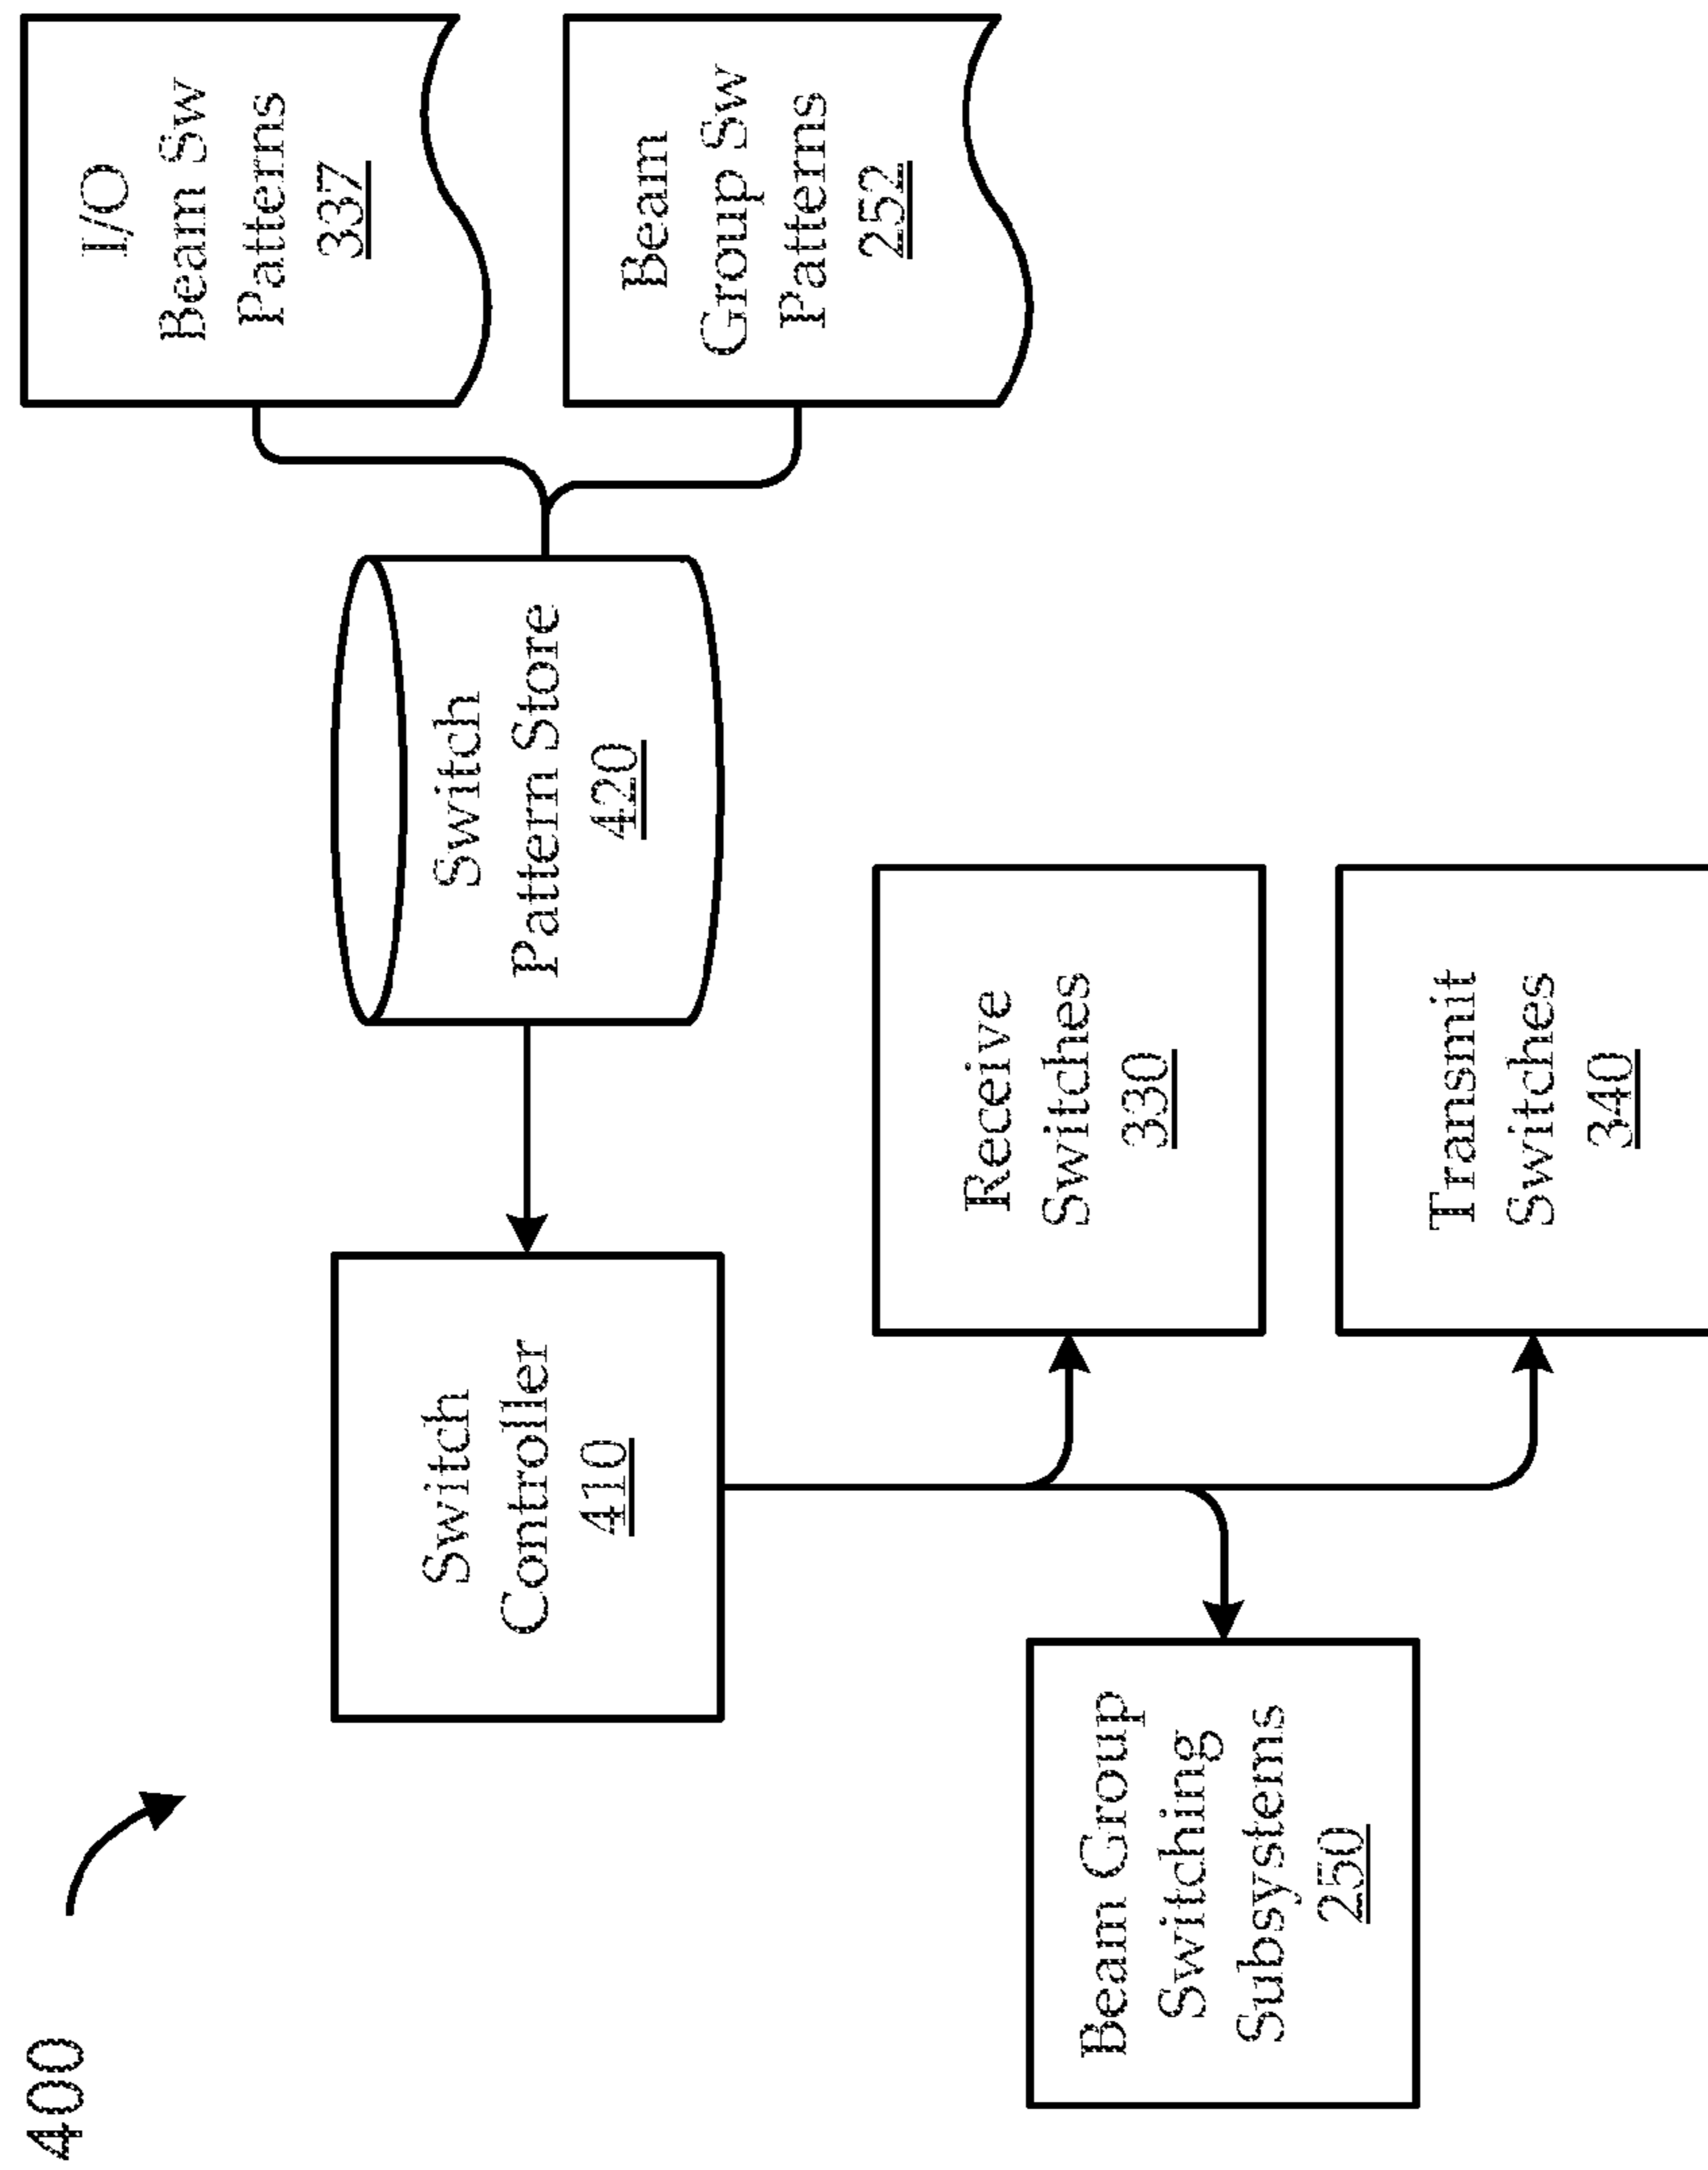 400
Switch
Controller
410
Switch
Pattern Store
420
I/O
Beam Sw
Patterns
337
Beam
Group Sw
Patterns
252
Beam Group
Switching
Subsystems
250
Receive
Switches
330
Transmit
Switches
340